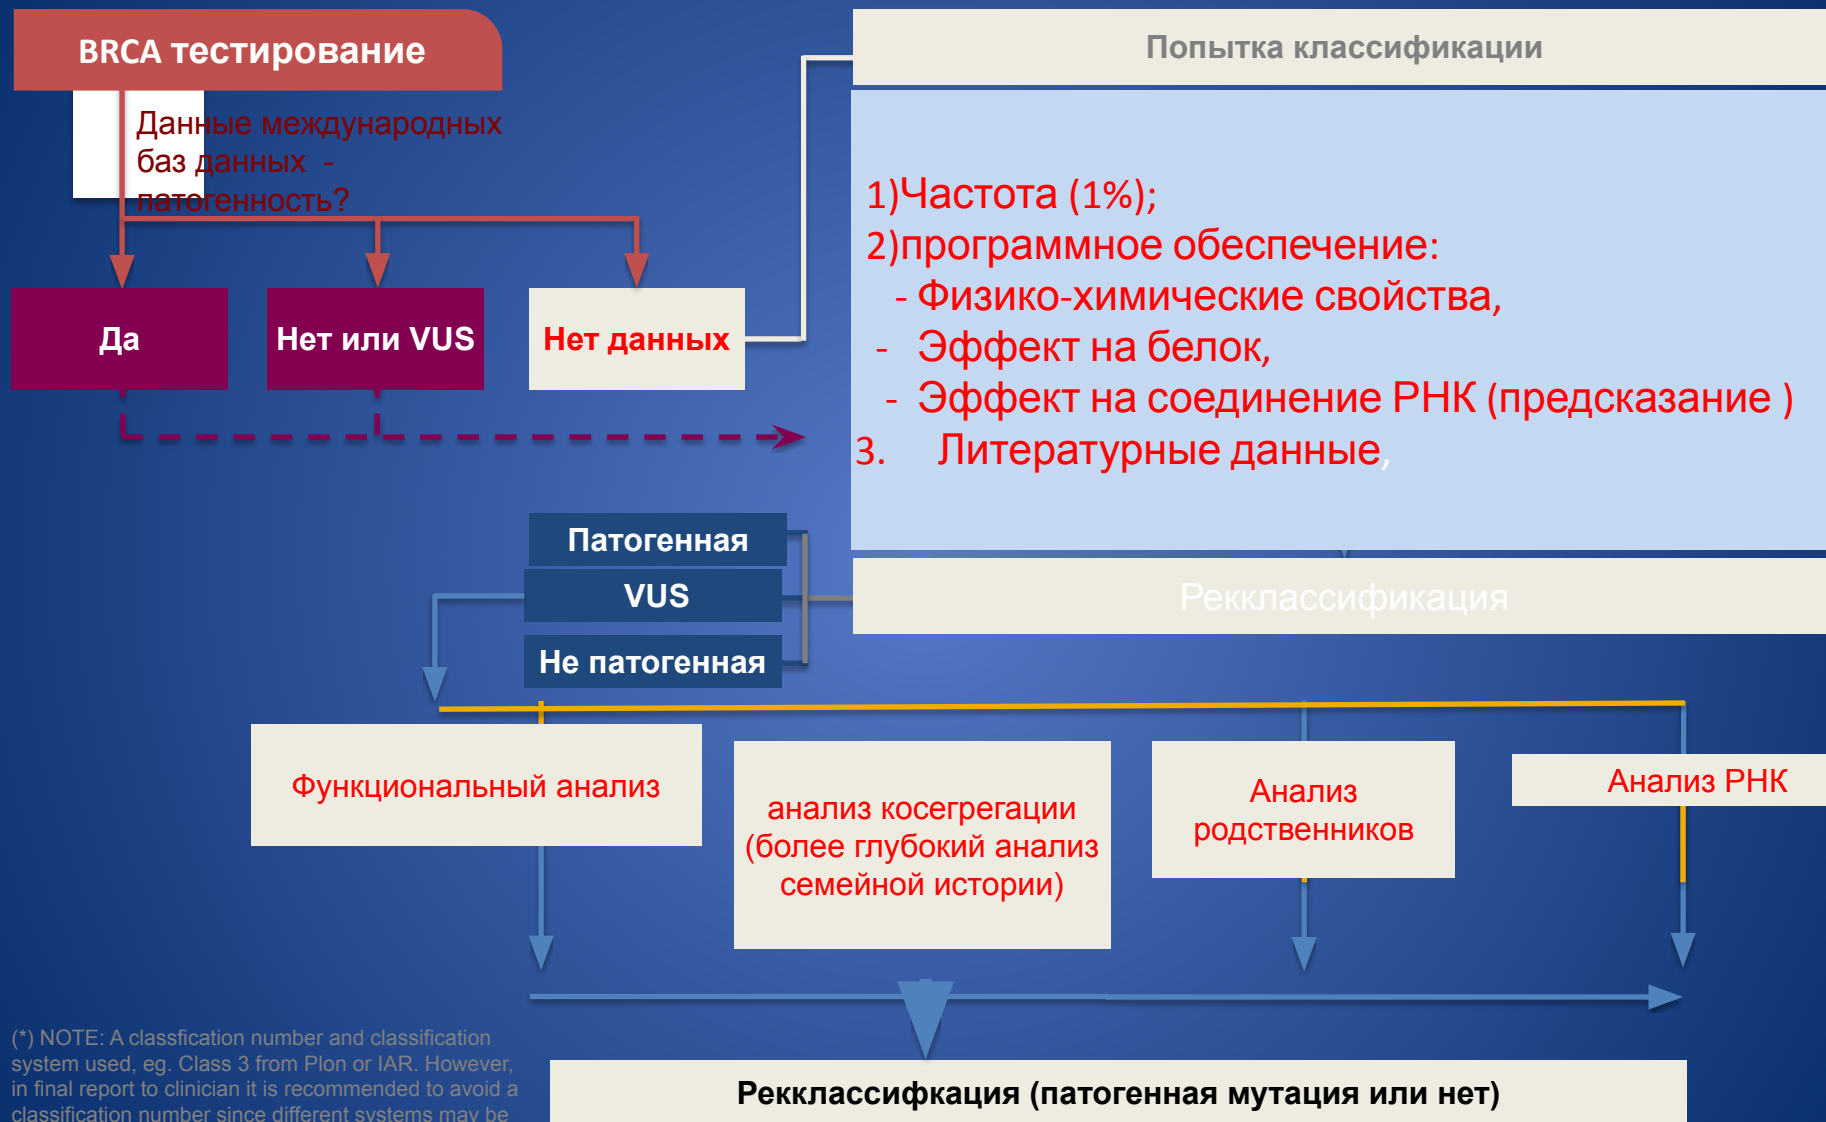 BRCA тестирование
Данные международных
баз данных -
патогенность?
Да
Нет или VUS
Нет данных
Попытка классификации
1)Частота (1%);
2)программное обеспечение:
- Физико-химические свойства,
- Эффект на белок,
- Эффект на соединение РНК (предсказание )
3. Литературные данные,
Патогенная
VUS
Не патогенная
Рекклассификация
Функциональный анализ
анализ косегрегации
(более глубокий анализ
семейной истории)
Анализ
родственников
Анализ РНК
Рекклассифкация (патогенная мутация или нет)
(*) NOTE: A classfication number and classification
system used, eg. Class 3 from Plon or IAR. However,
in final report to clinician it is recommended to avoid a
classification number since different systems may be